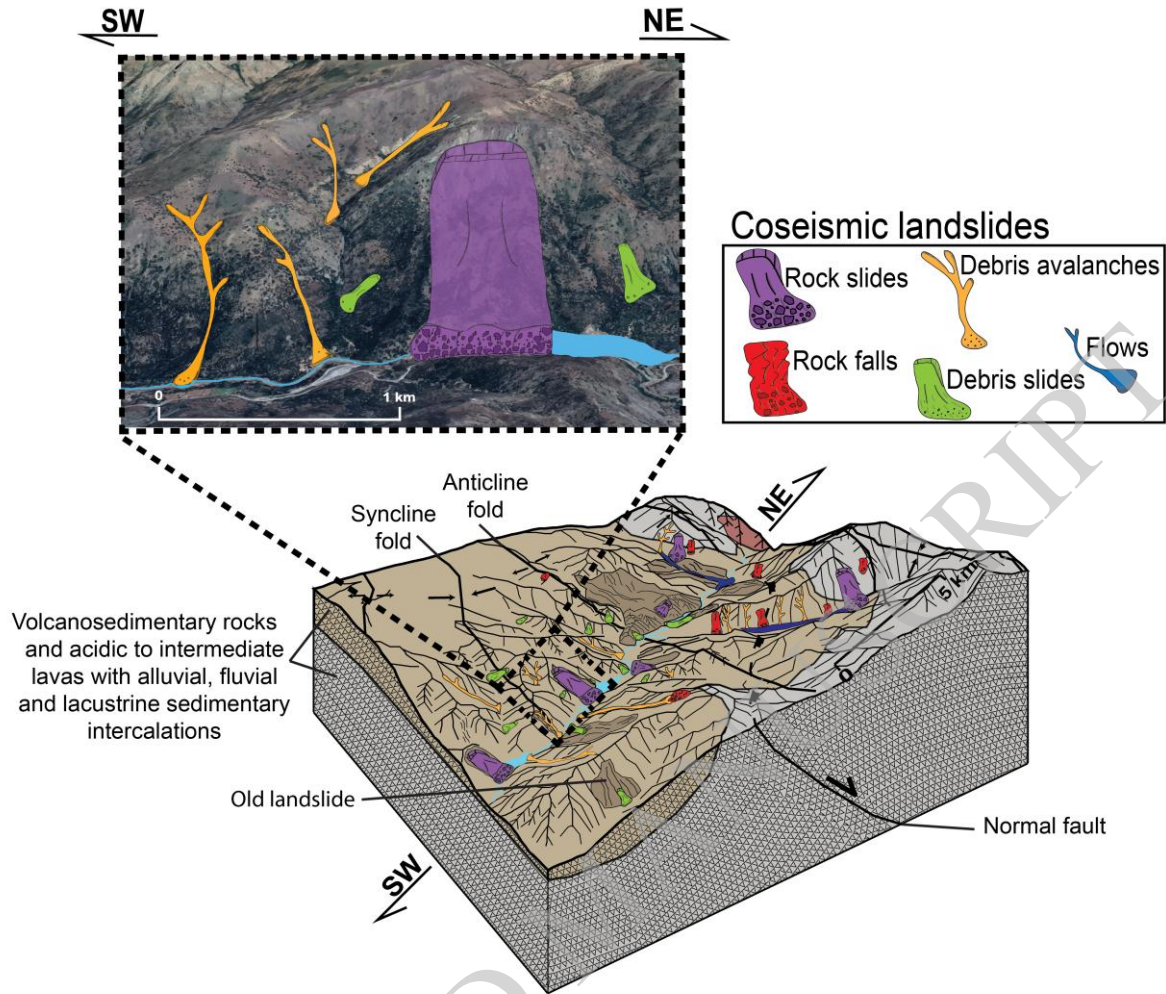 SW
NE
0
1 km
Coseismic landslides
Rock slides
Debris avalanches
Rock falls
Debris slides
Flows
Anticline
fold
Syncline
fold
NE
5 km
0
Volcanosedimentary rocks
and acidic to intermediate
lavas with alluvial, fluvial
and lacustrine sedimentary
intercalations
Old landslide
Normal fault
SW